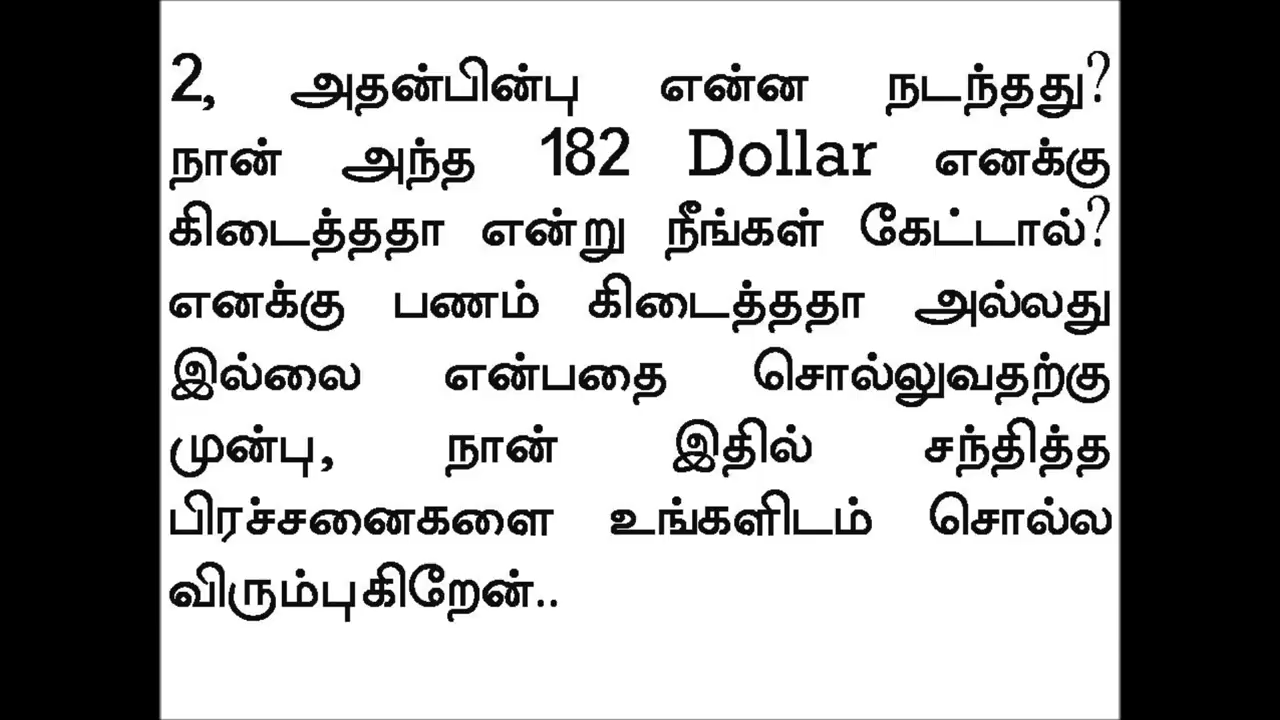 2, அதன்பின்பு என்ன நடந்தது?
நான் அந்த 182 Dollar எனக்கு
கிடைத்ததா என்று நீங்கள் கேட்டால்?
எனக்கு பணம் கிடைத்ததா அல்லது
இல்லை என்பதை சொல்லுவதற்கு
முன்பு, நான் இதில் சந்தித்த
பிரச்சனைகளை உங்களிடம் சொல்ல
விரும்புகிறேன்..